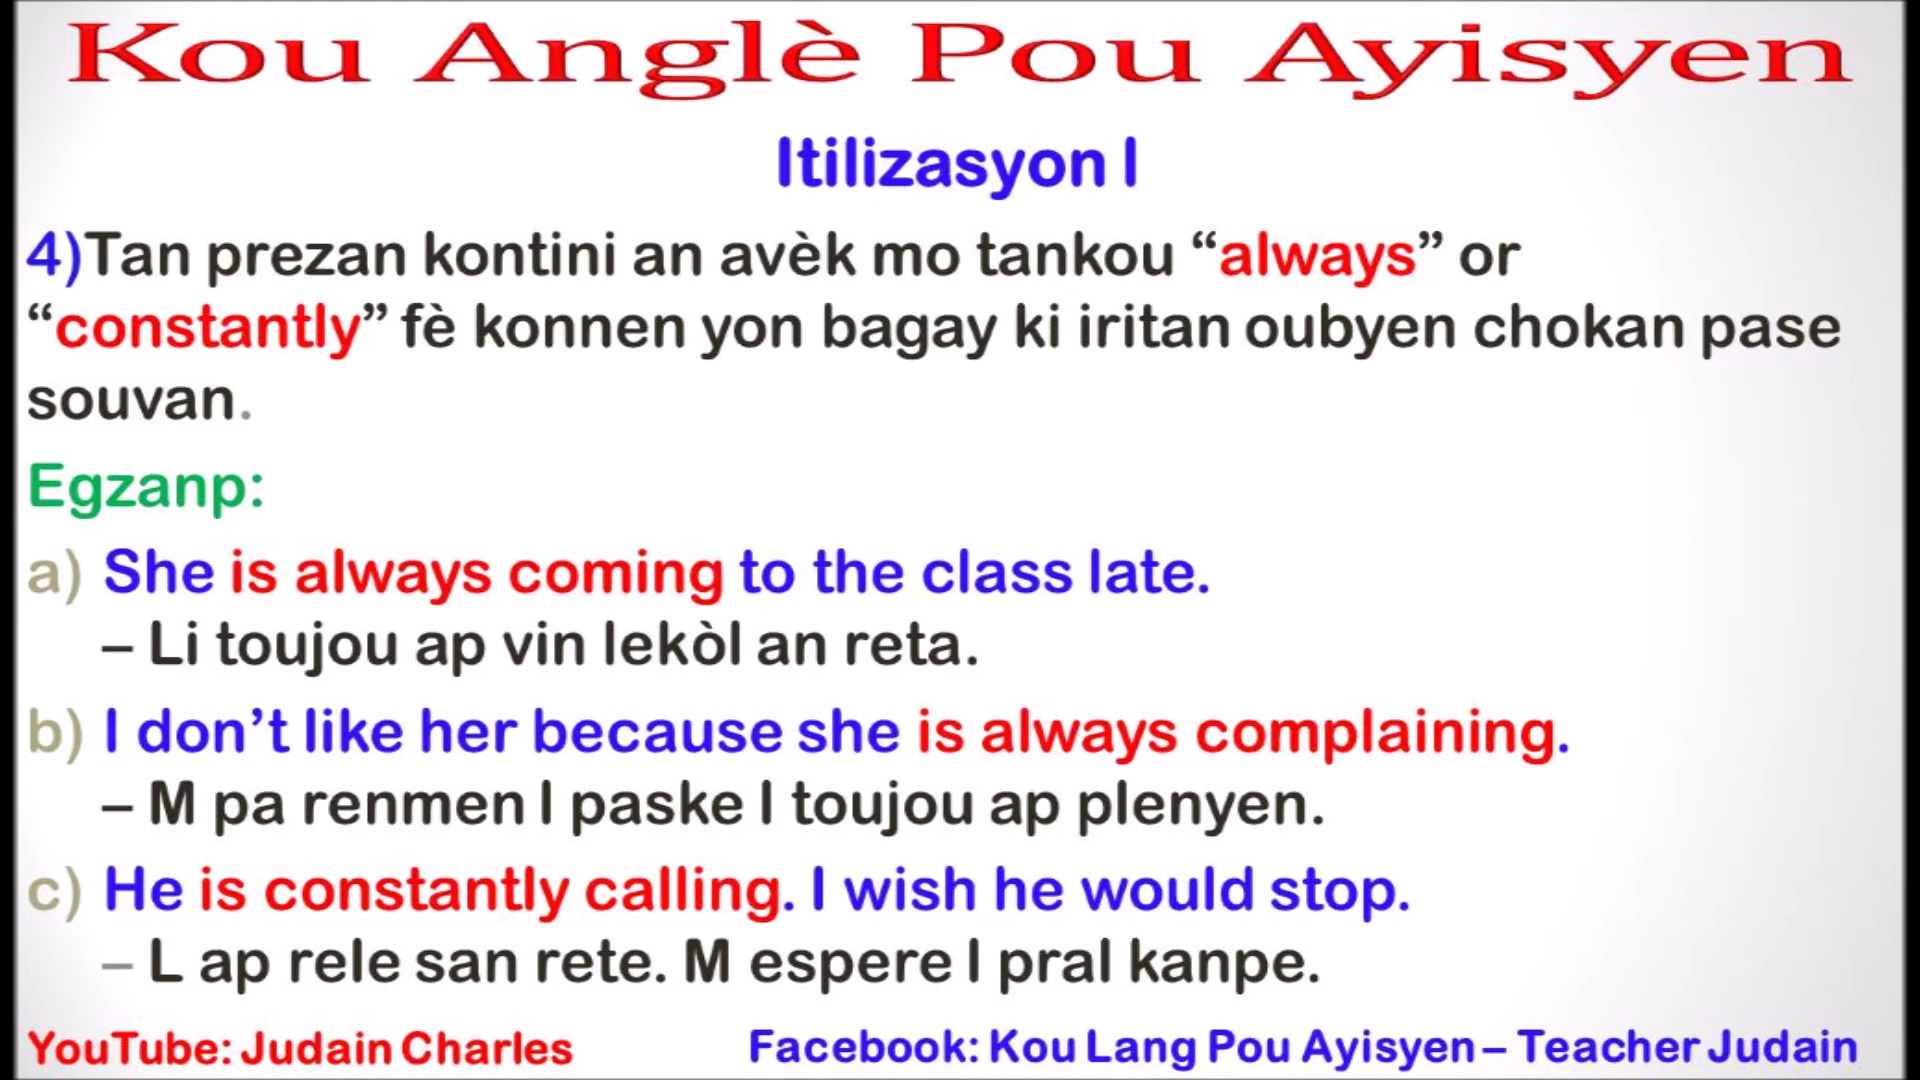 Kou Anglè Pou Ayisyen
Itilizasyon I
4)Tan prezan kontini an avèk mo tankou “always” or
“constantly” fè konnen yon bagay ki iritan oubyen chokan pase
souvan.
Egzanp:
a) She is always coming to the class late.
– Li toujou ap vin lekòl an reta.
b) I don’t like her because she is always complaining.
– M pa renmen l paske l toujou ap plenyen.
c) He is constantly calling. I wish he would stop.
– L ap rele san rete. M espere l pral kanpe.
YouTube: Judain Charles Facebook: Kou Lang Pou Ayisyen – Teacher Judain